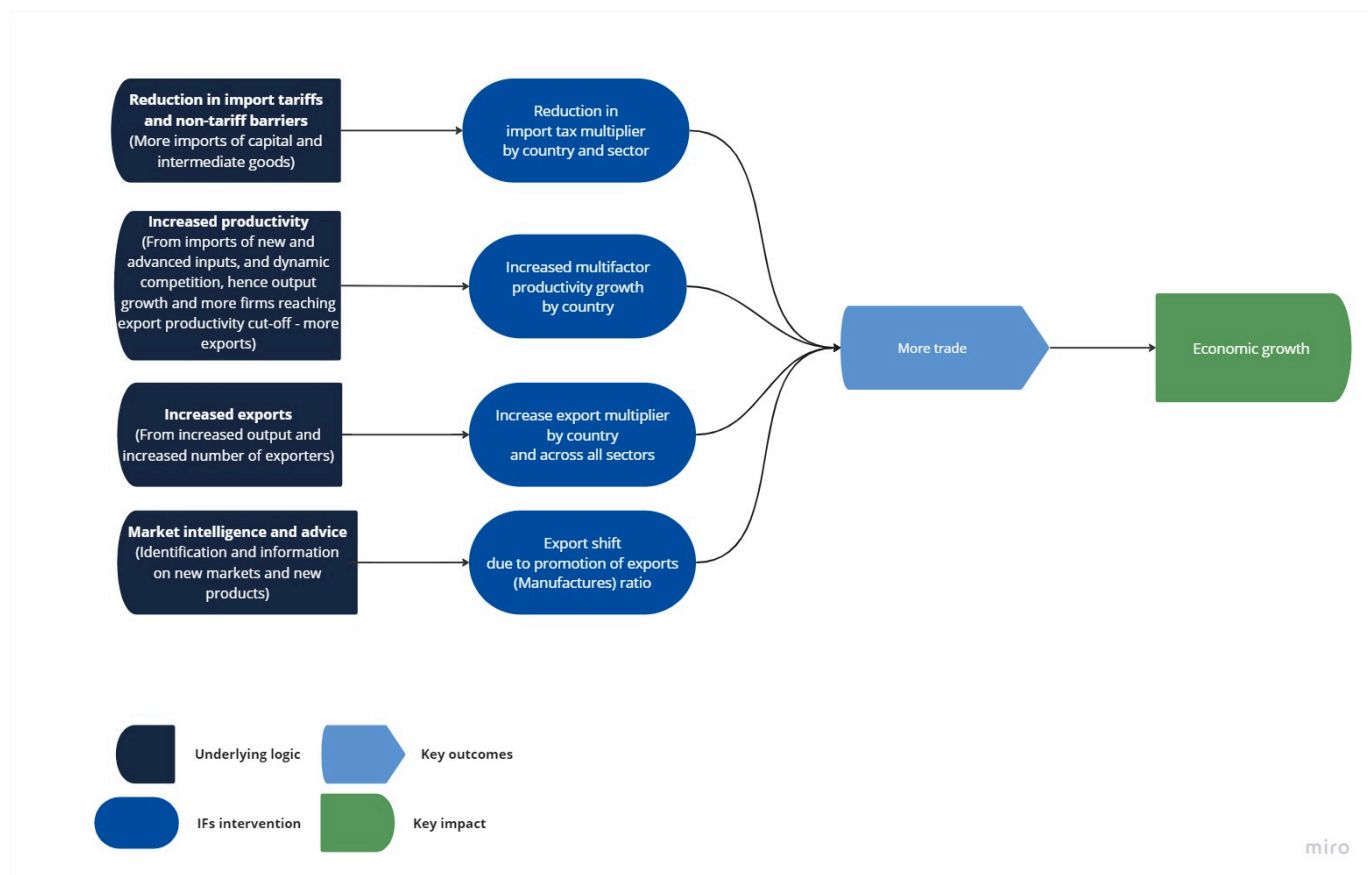 Reduction in import tariffs
and non-tariff barriers
(More imports of capital and
intermediate goods)
Reduction in
import tax multiplier
by country and sector
Increased productivity
(From imports of new and
advanced inputs, and dynamic
competition, hence output
growth and more firms reaching
export productivity cut-off - more
exports)
Increased multifactor
productivity growth
by country
More trade
Economic growth
Increased exports
(From increased output and
increased number of exporters)
Increase export multiplier
by country
and across all sectors
Market intelligence and advice
(Identification and information
on new markets and new
products)
Export shift
due to promotion of exports
(Manufactures) ratio
Underlying logic
Key outcomes
IFs intervention
Key impact
miro